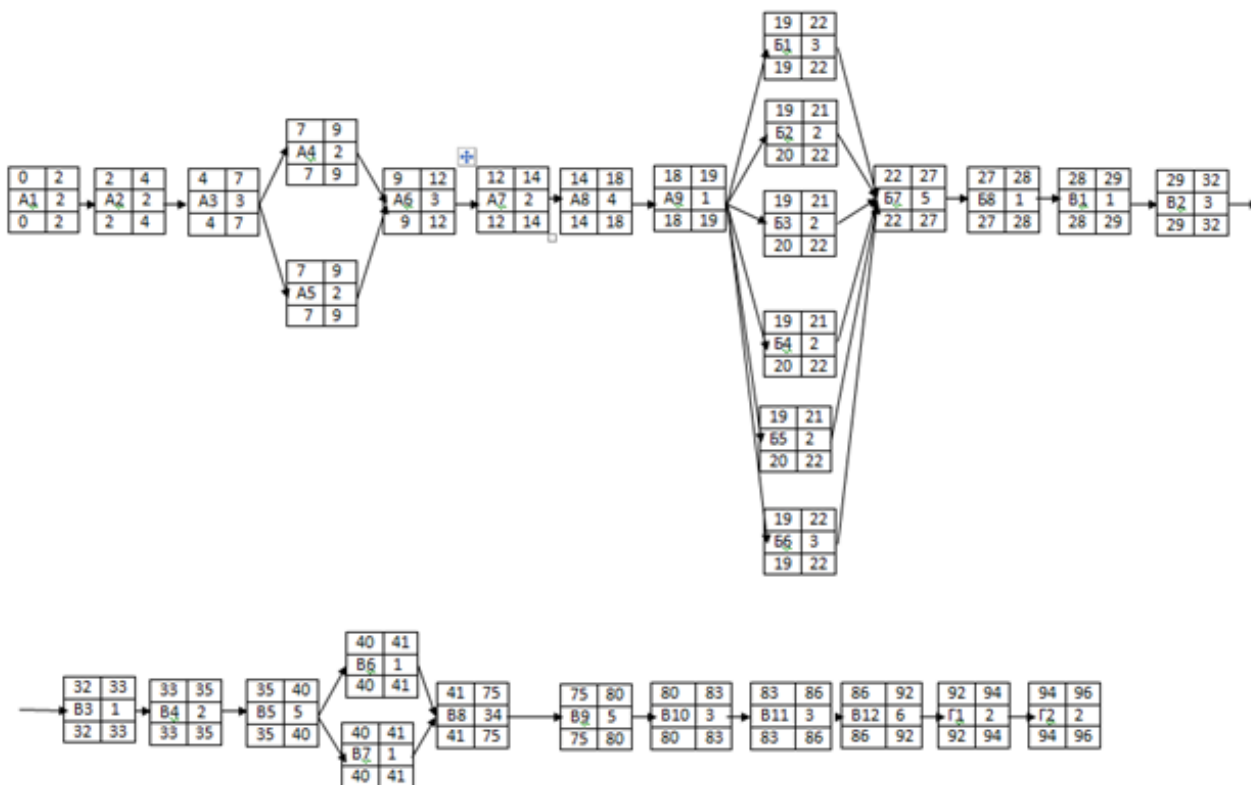 0 2
А1 2
0 2
2 4
А2 2
2 4
4 7
А3 3
4 7
7 9
А4 2
7 9
7 9
А5 2
7 9
9 12
А6 3
9 12
12 14
А7 2
12 14
14 18
А8 4
14 18
18 19
А9 1
18 19
19 22
Б1 3
19 22
19 21
Б2 2
20 22
19 21
Б3 2
20 22
19 21
Б4 2
20 22
19 21
Б5 2
20 22
19 22
Б6 3
19 22
22 27
Б7 5
22 27
27 28
Б8 1
27 28
28 29
В1 1
28 29
29 32
В2 3
29 32
32 33
В3 1
32 33
33 35
В4 2
33 35
35 40
В5 5
35 40
40 41
В6 1
40 41
40 41
В7 1
40 41
41 75
В8 34
41 75
75 80
В9 5
75 80
80 83
В10 3
80 83
83 86
В11 3
83 86
86 92
В12 6
86 92
92 94
Г1 2
92 94
94 96
Г2 2
94 96